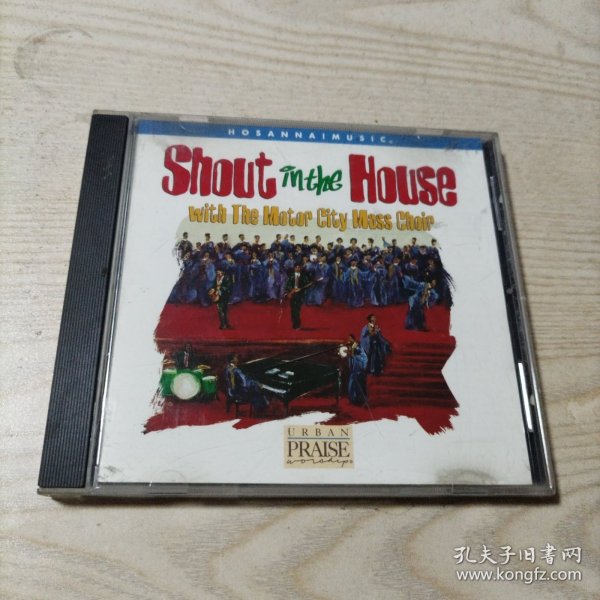 HOSANNA! MUSIC®
Shout in the House
with The Motor City Mass Choir
URBAN
PRAISE
worship®
孔夫子旧书网
www.kongfz.com